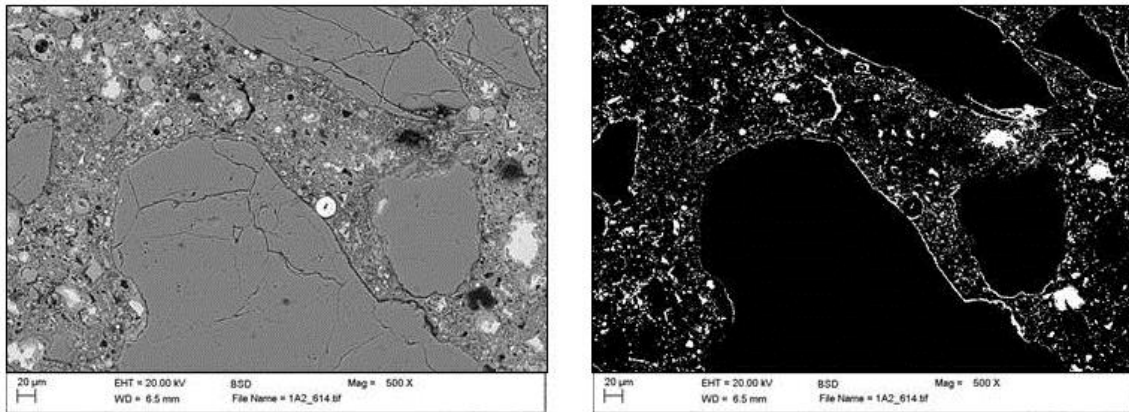 20 µm EHT = 20.00 kV BSD Mag = 500 X
WD = 6.5 mm File Name = 1A2_614.tif
20 µm EHT = 20.00 kV BSD Mag = 500 X
WD = 6.5 mm File Name = 1A2_614.tif